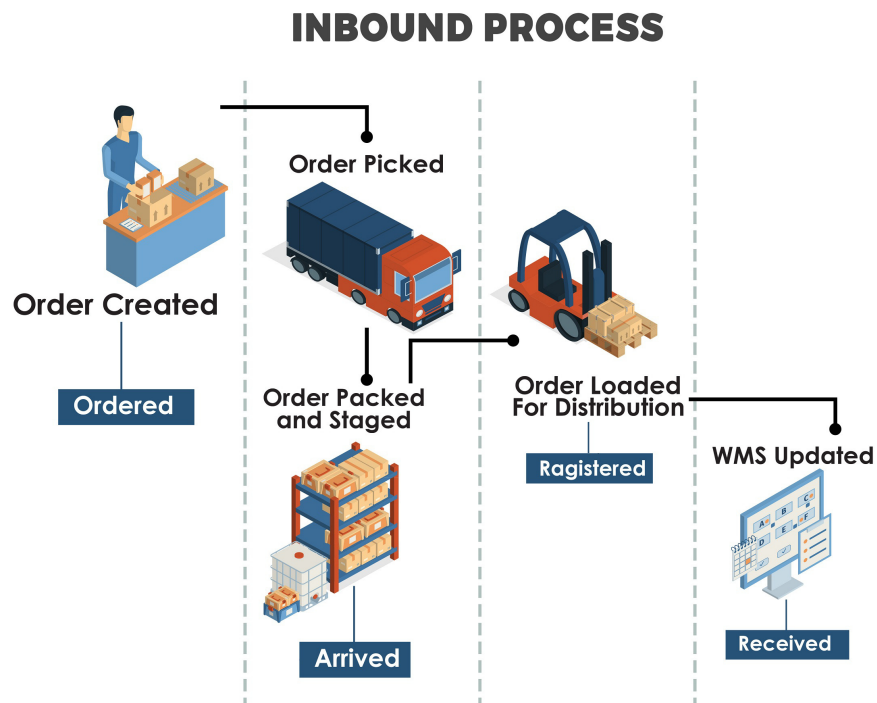 INBOUND PROCESS
Order Created
Ordered
Order Picked
Order Packed
and Staged
Arrived
Order Loaded
For Distribution
Ragistered
WMS Updated
A
B
C
D
E
F
Received